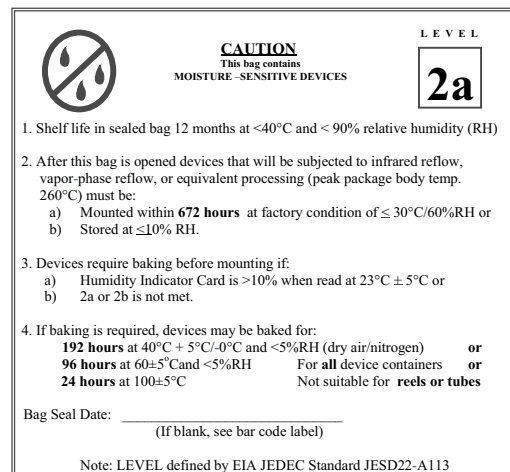 LEVEL
CAUTION
This bag contains
MOISTURE –SENSITIVE DEVICES
2a
1. Shelf life in sealed bag 12 months at <40°C and < 90% relative humidity (RH)
2. After this bag is opened devices that will be subjected to infrared reflow,
vapor-phase reflow, or equivalent processing (peak package body temp.
260°C) must be:
a) Mounted within 672 hours at factory condition of ≤ 30°C/60%RH or
b) Stored at ≤10% RH.
3. Devices require baking before mounting if:
a) Humidity Indicator Card is >10% when read at 23°C ± 5°C or
b) 2a or 2b is not met.
4. If baking is required, devices may be baked for:
192 hours at 40°C + 5°C/-0°C and <5%RH (dry air/nitrogen) or
96 hours at 60±5°Cand <5%RH For all device containers or
24 hours at 100±5°C Not suitable for reels or tubes
Bag Seal Date: ______________________________
(If blank, see bar code label)
Note: LEVEL defined by EIA JEDEC Standard JESD22-A113